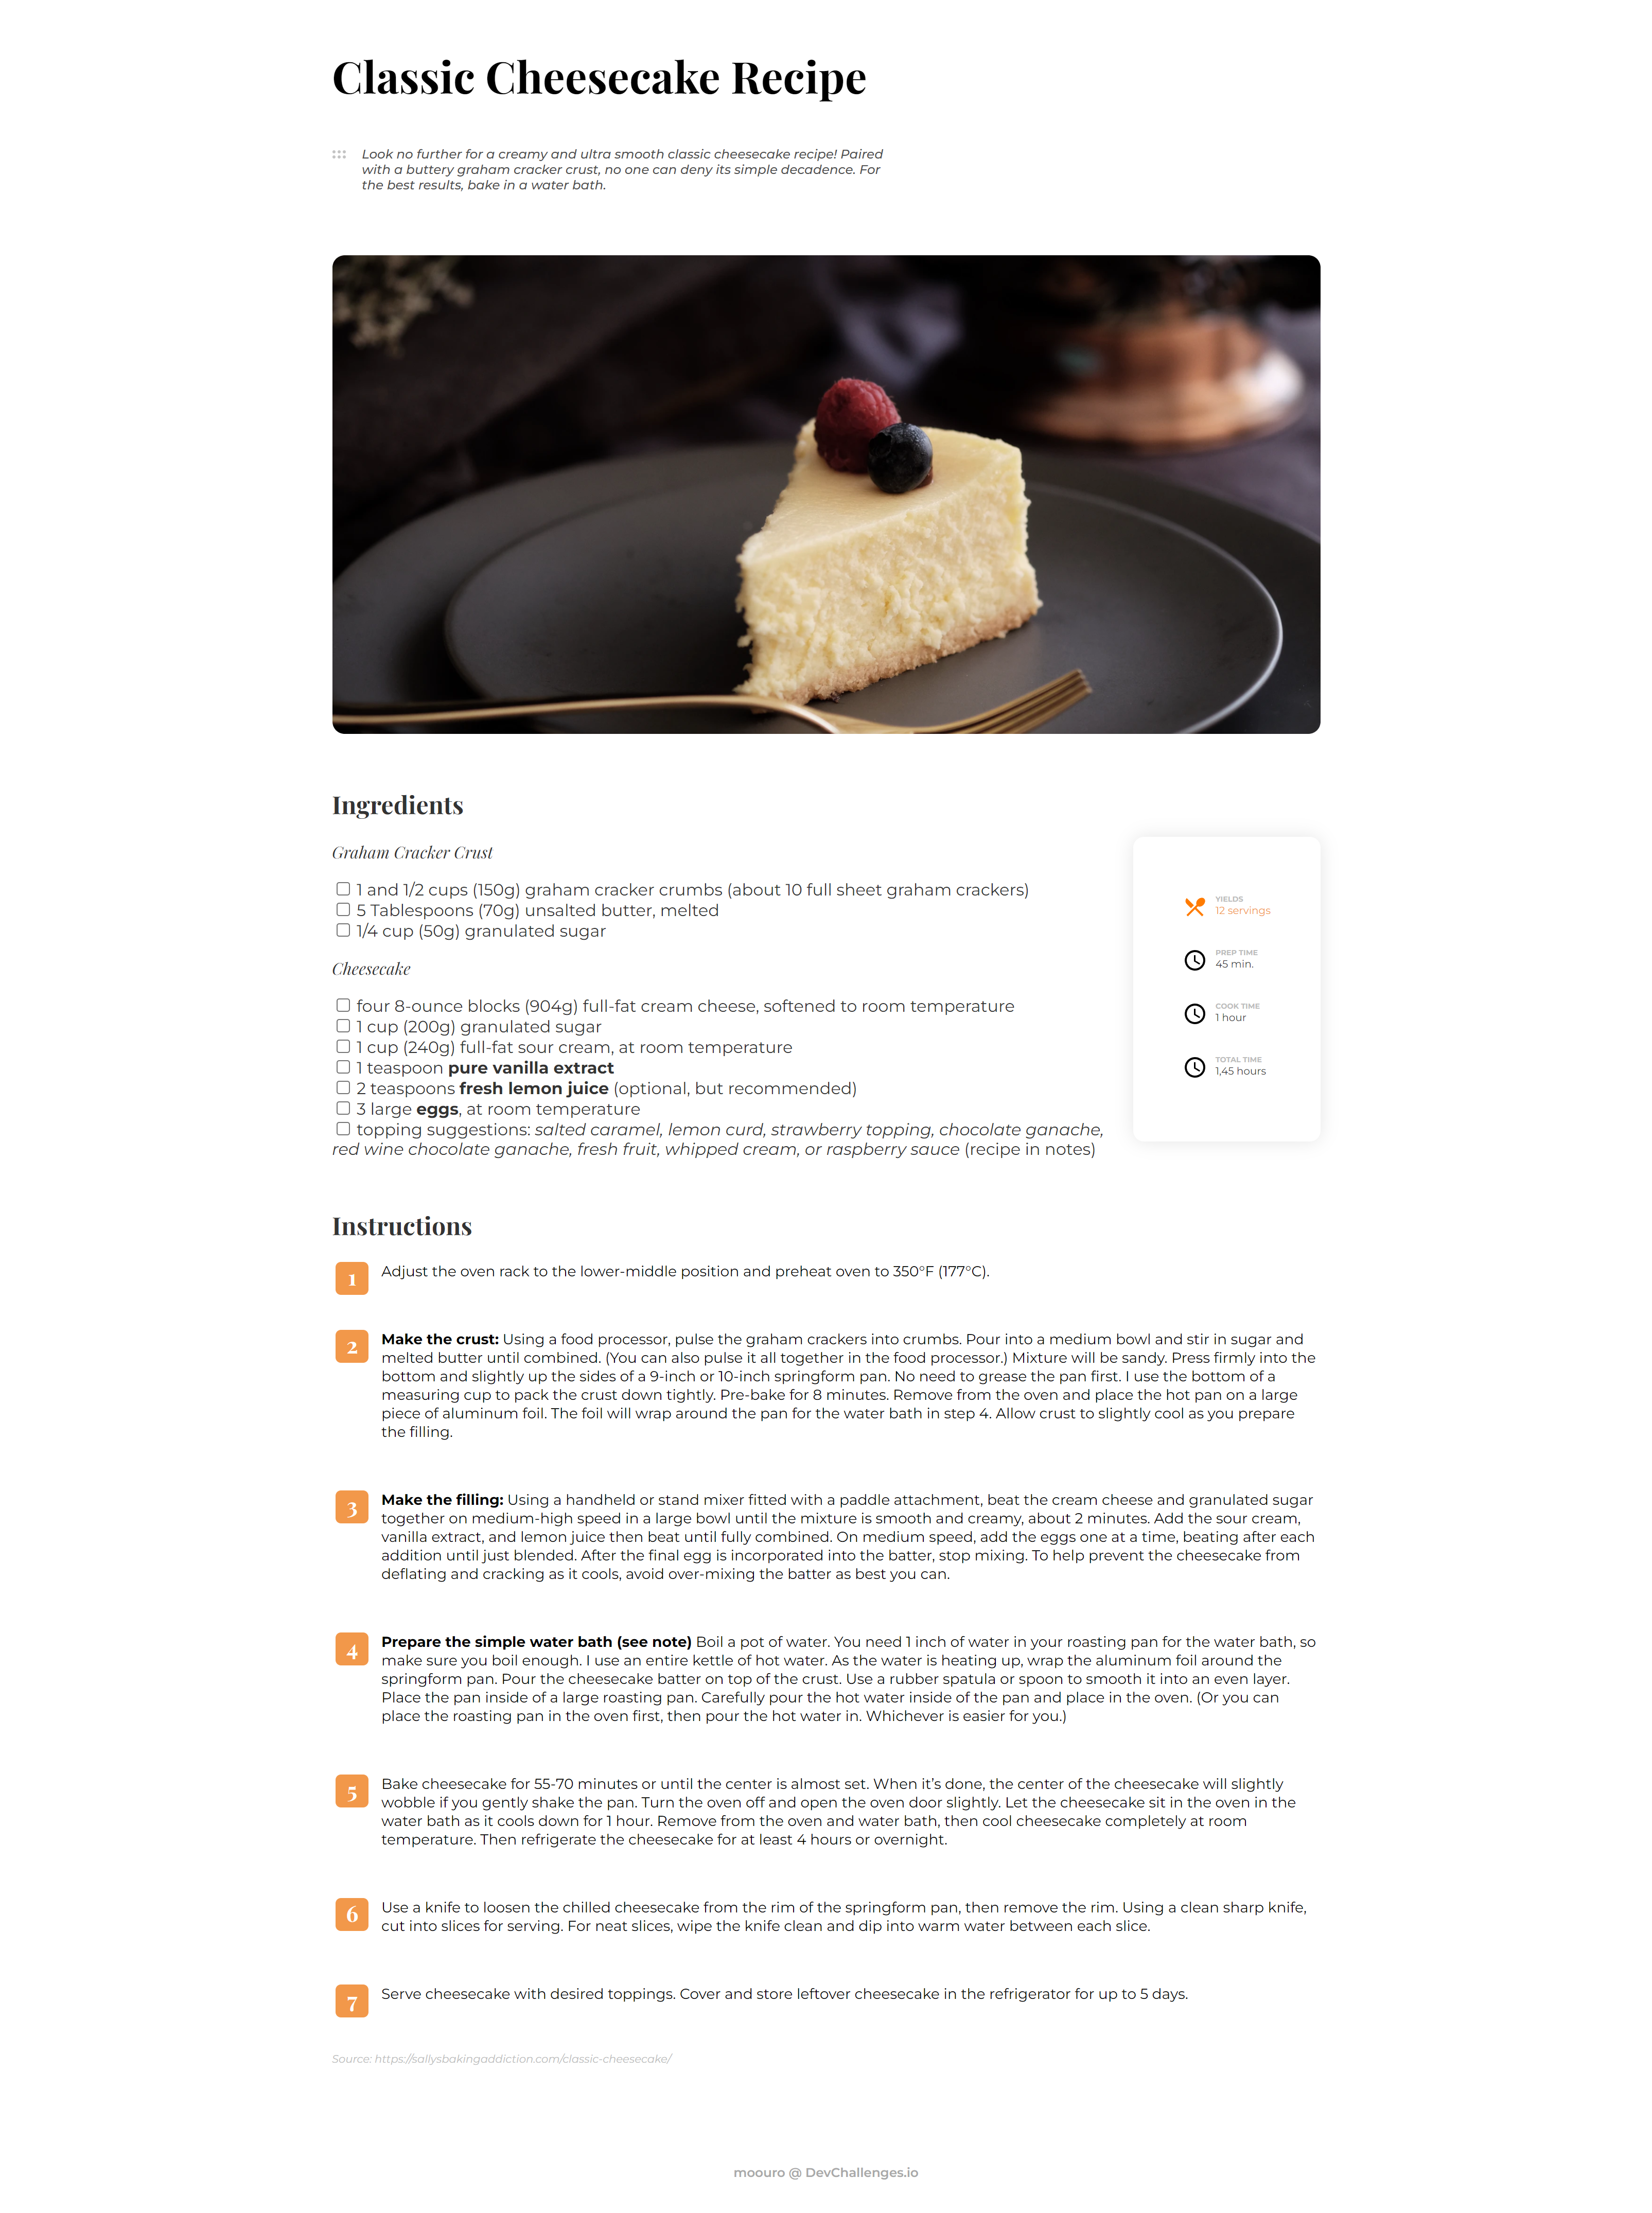 Classic Cheesecake Recipe
Look no further for a creamy and ultra smooth classic cheesecake recipe! Paired
with a buttery graham cracker crust, no one can deny its simple decadence. For
the best results, bake in a water bath.
Ingredients
Graham Cracker Crust
1 and 1/2 cups (150g) graham cracker crumbs (about 10 full sheet graham crackers)
5 Tablespoons (70g) unsalted butter, melted
1/4 cup (50g) granulated sugar
Cheesecake
four 8-ounce blocks (904g) full-fat cream cheese, softened to room temperature
1 cup (200g) granulated sugar
1 cup (240g) full-fat sour cream, at room temperature
1 teaspoon pure vanilla extract
2 teaspoons fresh lemon juice (optional, but recommended)
3 large eggs, at room temperature
topping suggestions: salted caramel, lemon curd, strawberry topping, chocolate ganache,
red wine chocolate ganache, fresh fruit, whipped cream, or raspberry sauce (recipe in notes)
YIELDS
12 servings
PREP TIME
45 min.
COOK TIME
1 hour
TOTAL TIME
1,45 hours
Instructions
1 Adjust the oven rack to the lower-middle position and preheat oven to 350°F (177°C).
2 Make the crust: Using a food processor, pulse the graham crackers into crumbs. Pour into a medium bowl and stir in sugar and
melted butter until combined. (You can also pulse it all together in the food processor.) Mixture will be sandy. Press firmly into the
bottom and slightly up the sides of a 9-inch or 10-inch springform pan. No need to grease the pan first. I use the bottom of a
measuring cup to pack the crust down tightly. Pre-bake for 8 minutes. Remove from the oven and place the hot pan on a large
piece of aluminum foil. The foil will wrap around the pan for the water bath in step 4. Allow crust to slightly cool as you prepare
the filling.
3 Make the filling: Using a handheld or stand mixer fitted with a paddle attachment, beat the cream cheese and granulated sugar
together on medium-high speed in a large bowl until the mixture is smooth and creamy, about 2 minutes. Add the sour cream,
vanilla extract, and lemon juice then beat until fully combined. On medium speed, add the eggs one at a time, beating after each
addition until just blended. After the final egg is incorporated into the batter, stop mixing. To help prevent the cheesecake from
deflating and cracking as it cools, avoid over-mixing the batter as best you can.
4 Prepare the simple water bath (see note) Boil a pot of water. You need 1 inch of water in your roasting pan for the water bath, so
make sure you boil enough. I use an entire kettle of hot water. As the water is heating up, wrap the aluminum foil around the
springform pan. Pour the cheesecake batter on top of the crust. Use a rubber spatula or spoon to smooth it into an even layer.
Place the pan inside of a large roasting pan. Carefully pour the hot water inside of the pan and place in the oven. (Or you can
place the roasting pan in the oven first, then pour the hot water in. Whichever is easier for you.)
5 Bake cheesecake for 55-70 minutes or until the center is almost set. When it’s done, the center of the cheesecake will slightly
wobble if you gently shake the pan. Turn the oven off and open the oven door slightly. Let the cheesecake sit in the oven in the
water bath as it cools down for 1 hour. Remove from the oven and water bath, then cool cheesecake completely at room
temperature. Then refrigerate the cheesecake for at least 4 hours or overnight.
6 Use a knife to loosen the chilled cheesecake from the rim of the springform pan, then remove the rim. Using a clean sharp knife,
cut into slices for serving. For neat slices, wipe the knife clean and dip into warm water between each slice.
7 Serve cheesecake with desired toppings. Cover and store leftover cheesecake in the refrigerator for up to 5 days.
Source: https://sallysbakingaddiction.com/classic-cheesecake/
moouro @ DevChallenges.io